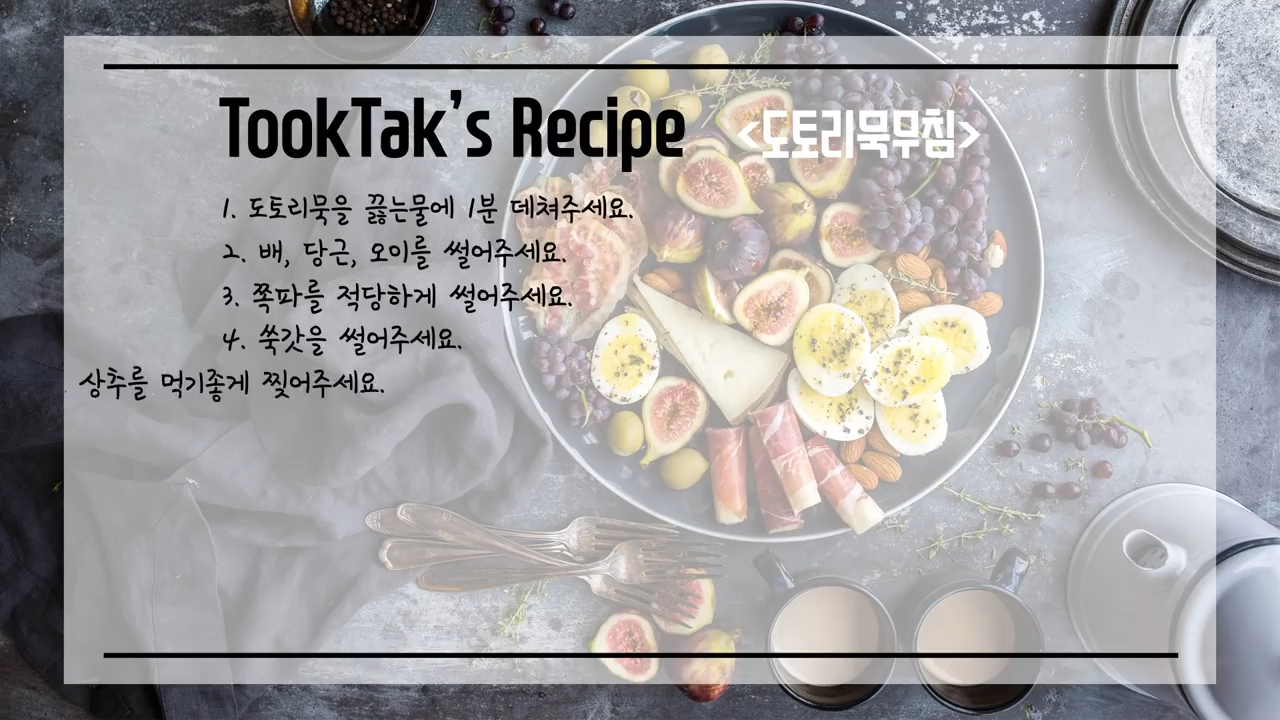 TookTak's Recipe <도토리묵무침>
1. 도토리묵을 끓는물에 1분 데쳐주세요.
2. 배, 당근, 오이를 썰어주세요.
3. 쪽파를 적당하게 썰어주세요.
4. 쑥갓을 썰어주세요.
상추를 먹기좋게 찢어주세요.